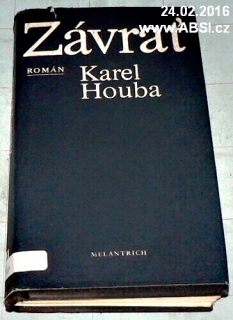 24.02.2016
www.ABSI.cz
Závrať
ROMÁN
Karel
Houba
MELANTRICH